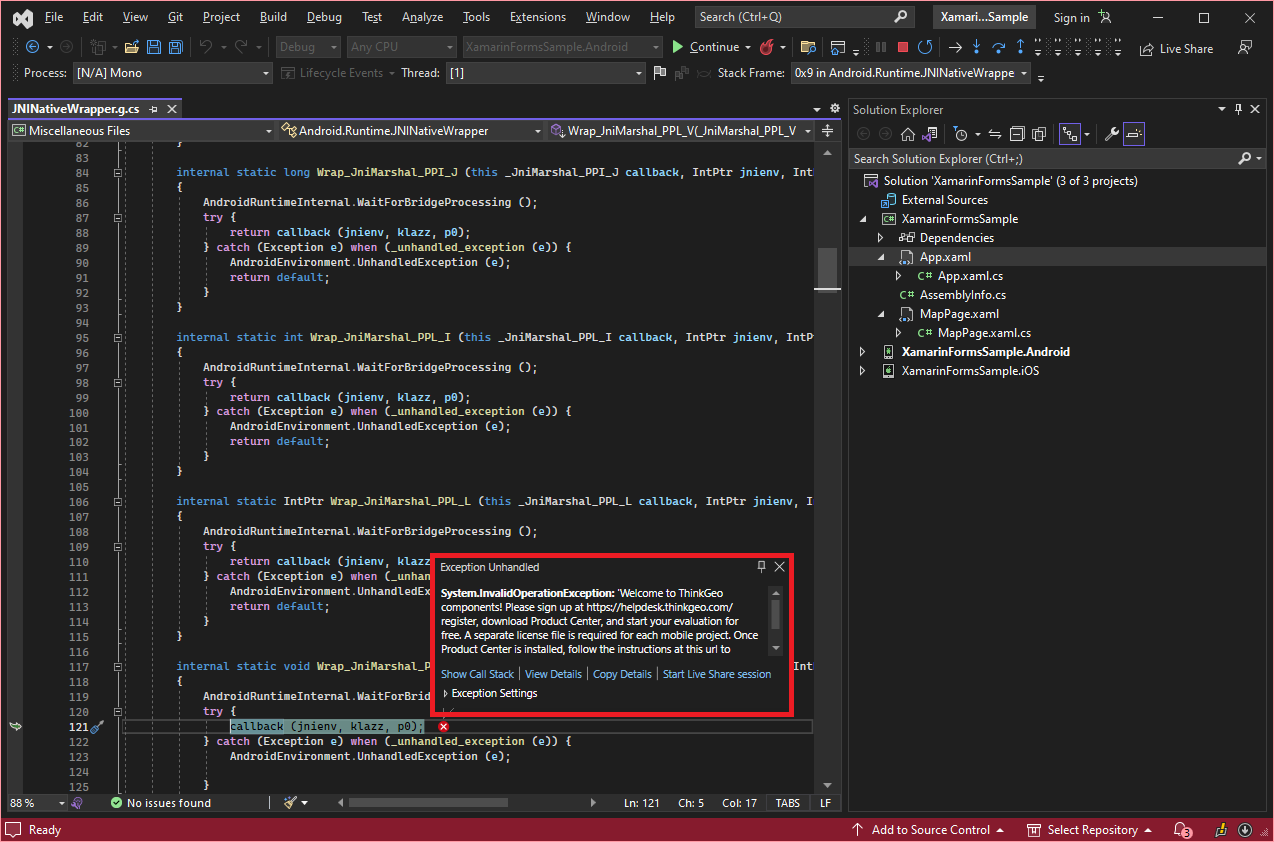 File Edit View Git Project Build Debug Test Analyze Tools Extensions Window Help Search (Ctrl+Q) Xamari...Sample Sign in
Debug Any CPU XamarinFormsSample.Android Continue Live Share
Process: [N/A] Mono Lifecycle Events Thread: [1] Stack Frame: 0x9 in Android.Runtime.JNINativeWrappe
JNINativeWrapper.g.cs
Miscellaneous Files Android.Runtime.JNINativeWrapper Wrap_JniMarshal_PPL_V(_JniMarshal_PPL_V
82 }
83
84 internal static long Wrap_JniMarshal_PPI_J (this _JniMarshal_PPI_J callback, IntPtr jnienv, Int
85 {
86 AndroidRuntimeInternal.WaitForBridgeProcessing ();
87 try {
88 return callback (jnienv, klazz, p0);
89 } catch (Exception e) when (_unhandled_exception (e)) {
90 AndroidEnvironment.UnhandledException (e);
91 return default;
92 }
93 }
94
95 internal static int Wrap_JniMarshal_PPL_I (this _JniMarshal_PPL_I callback, IntPtr jnienv, IntP
96 {
97 AndroidRuntimeInternal.WaitForBridgeProcessing ();
98 try {
99 return callback (jnienv, klazz, p0);
100 } catch (Exception e) when (_unhandled_exception (e)) {
101 AndroidEnvironment.UnhandledException (e);
102 return default;
103 }
104 }
105
106 internal static IntPtr Wrap_JniMarshal_PPL_L (this _JniMarshal_PPL_L callback, IntPtr jnienv, I
107 {
108 AndroidRuntimeInternal.WaitForBridgeProcessing ();
109 try {
110 return callback (jnienv, klazz
111 } catch (Exception e) when (_unhan
112 AndroidEnvironment.UnhandledEx
113 return default;
114 }
115 }
116
117 internal static void Wrap_JniMarshal_P Int
118 {
119 AndroidRuntimeInternal.WaitForBrid
120 try {
121 callback (jnienv, klazz, p0);
122 } catch (Exception e) when (_unhandled_exception (e)) {
123 AndroidEnvironment.UnhandledException (e);
124
125 }
Exception Unhandled
System.InvalidOperationException: 'Welcome to ThinkGeo
components! Please sign up at https://helpdesk.thinkgeo.com/
register, download Product Center, and start your evaluation for
free. A separate license file is required for each mobile project. Once
Product Center is installed, follow the instructions at this url to
Show Call Stack | View Details | Copy Details | Start Live Share session
Exception Settings
88 % No issues found Ln: 121 Ch: 5 Col: 17 TABS LF
Solution Explorer
Search Solution Explorer (Ctrl+;)
Solution 'XamarinFormsSample' (3 of 3 projects)
External Sources
C# XamarinFormsSample
Dependencies
App.xaml
C# App.xaml.cs
C# AssemblyInfo.cs
MapPage.xaml
C# MapPage.xaml.cs
XamarinFormsSample.Android
XamarinFormsSample.iOS
Ready Add to Source Control Select Repository 3